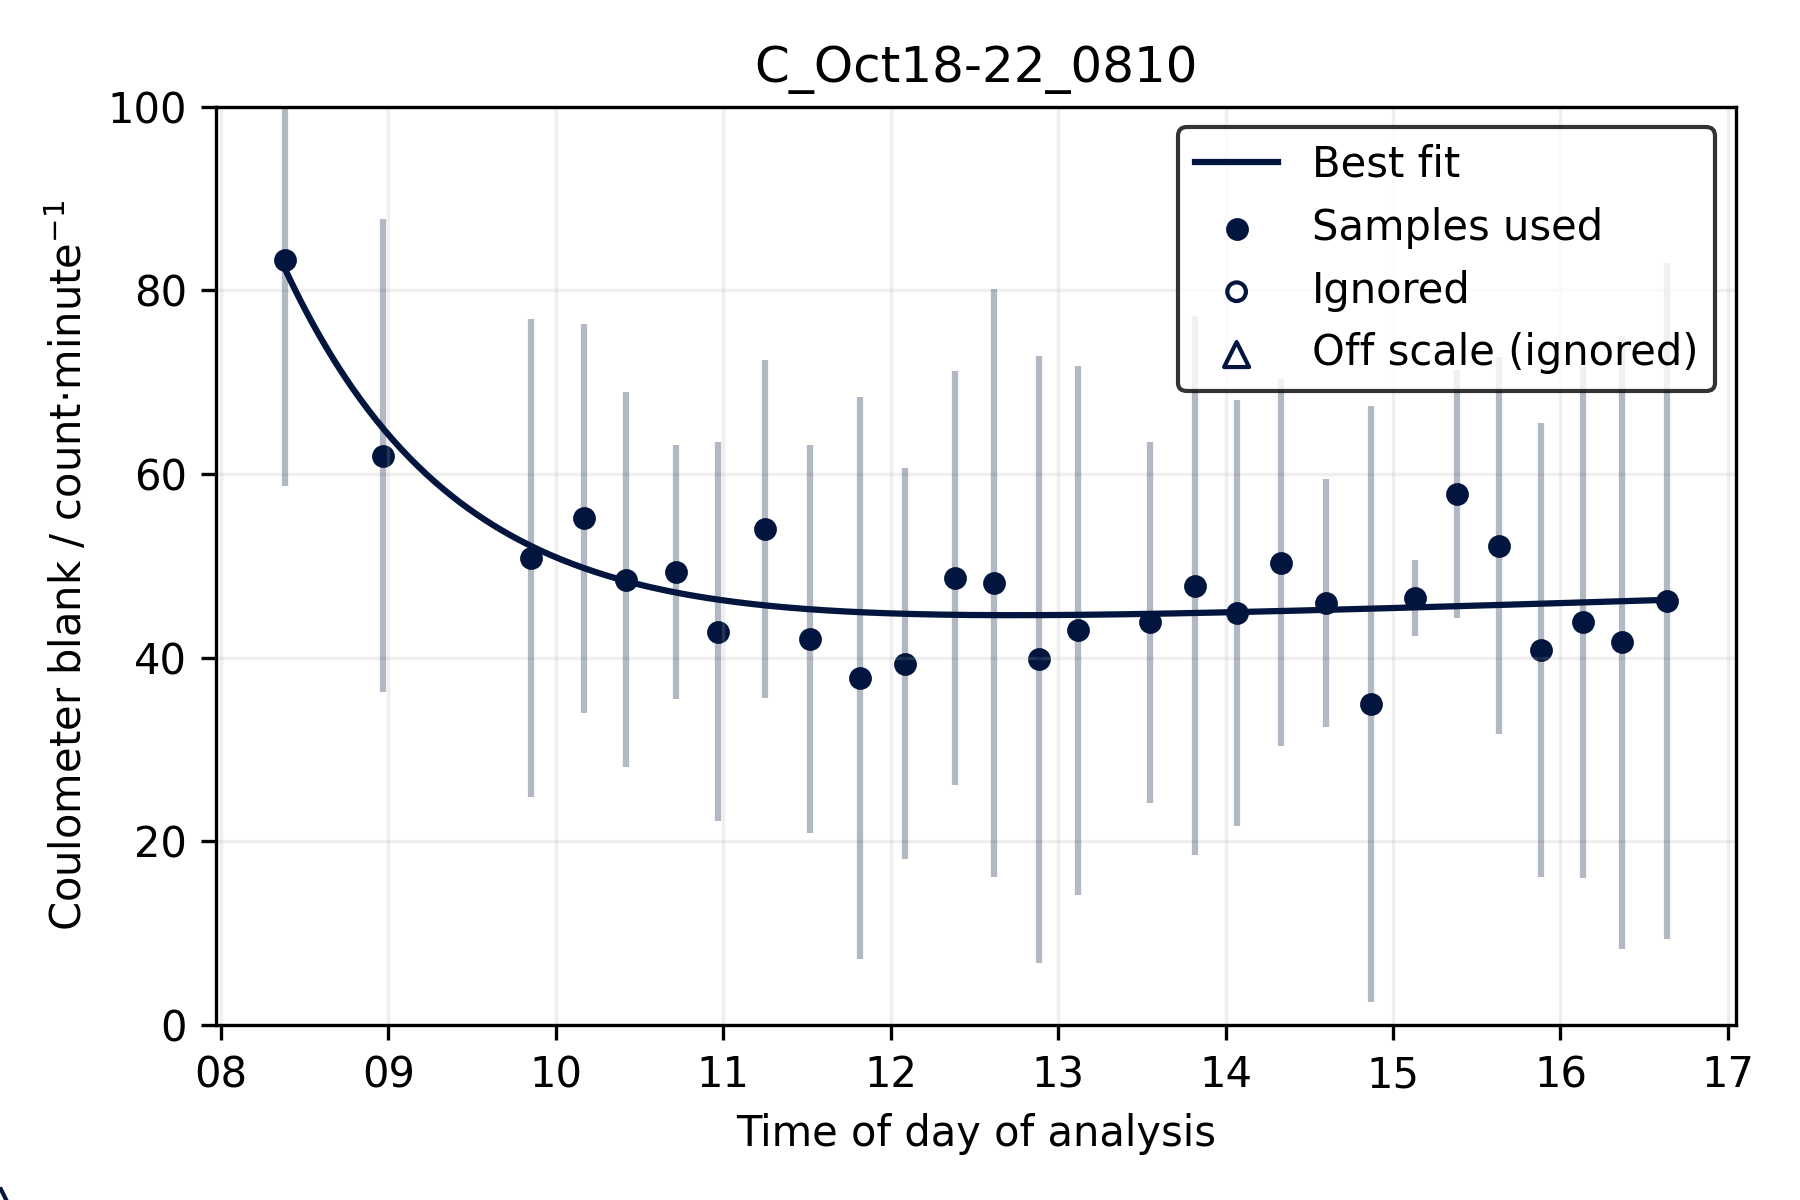 C_Oct18-22_0810
100
80
60
40
20
0
Coulometer blank / count·minute⁻¹
Best fit
Samples used
Ignored
Off scale (ignored)
08 09 10 11 12 13 14 15 16 17
Time of day of analysis